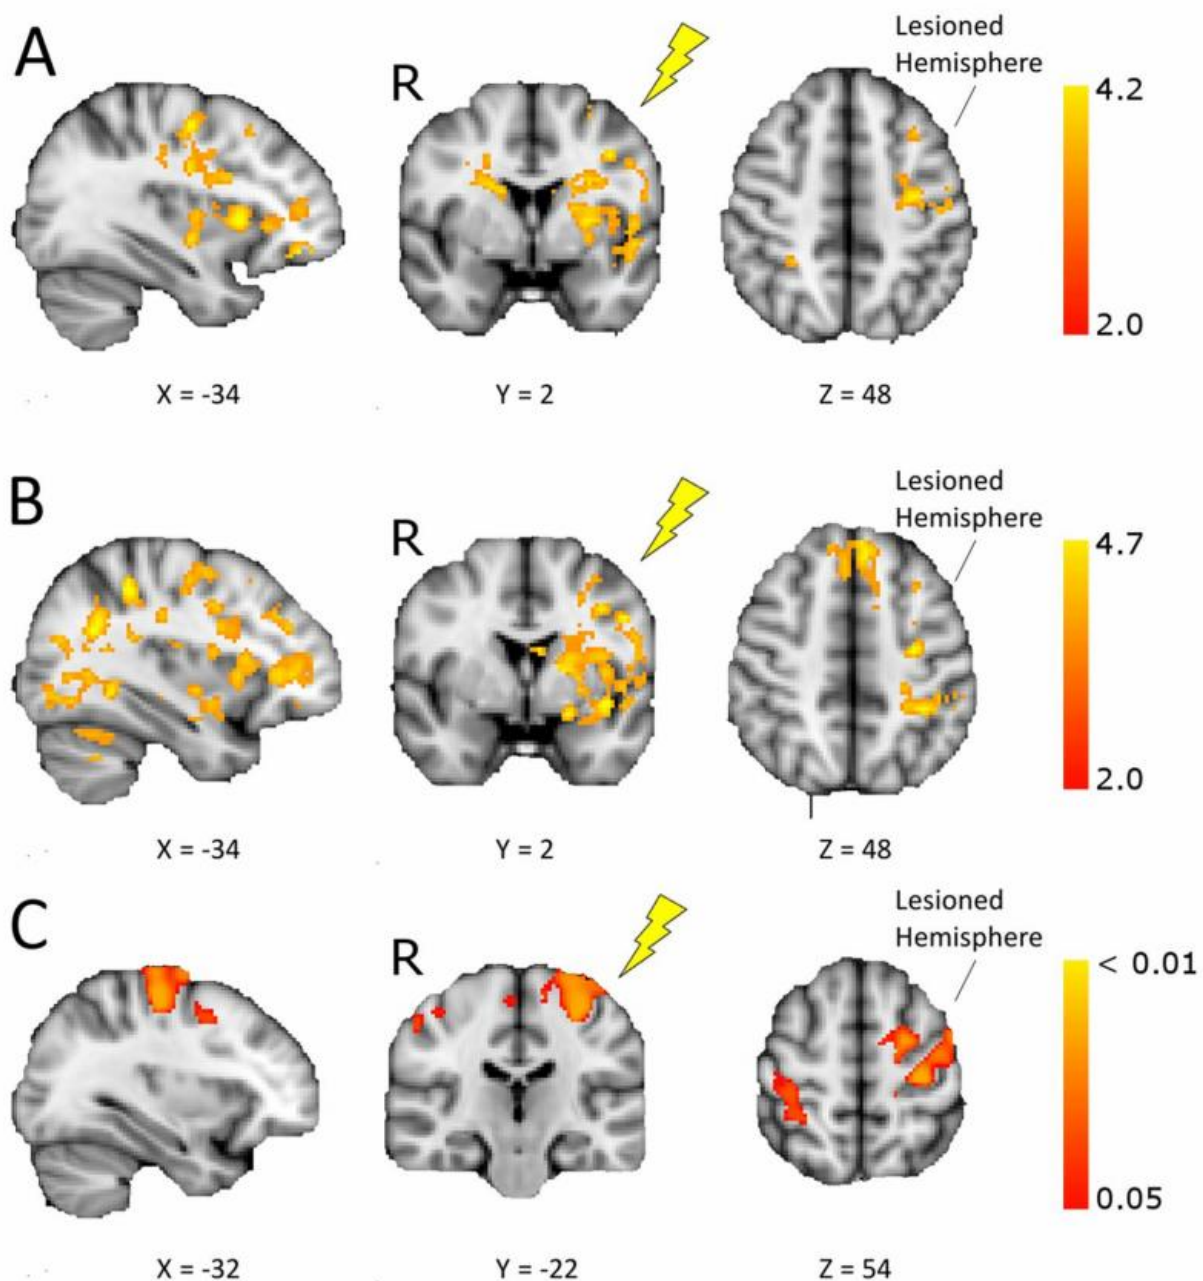 A
R
Lesioned
Hemisphere
4.2
2.0
X = -34
Y = 2
Z = 48
B
R
Lesioned
Hemisphere
4.7
2.0
X = -34
Y = 2
Z = 48
C
R
Lesioned
Hemisphere
< 0.01
0.05
X = -32
Y = -22
Z = 54